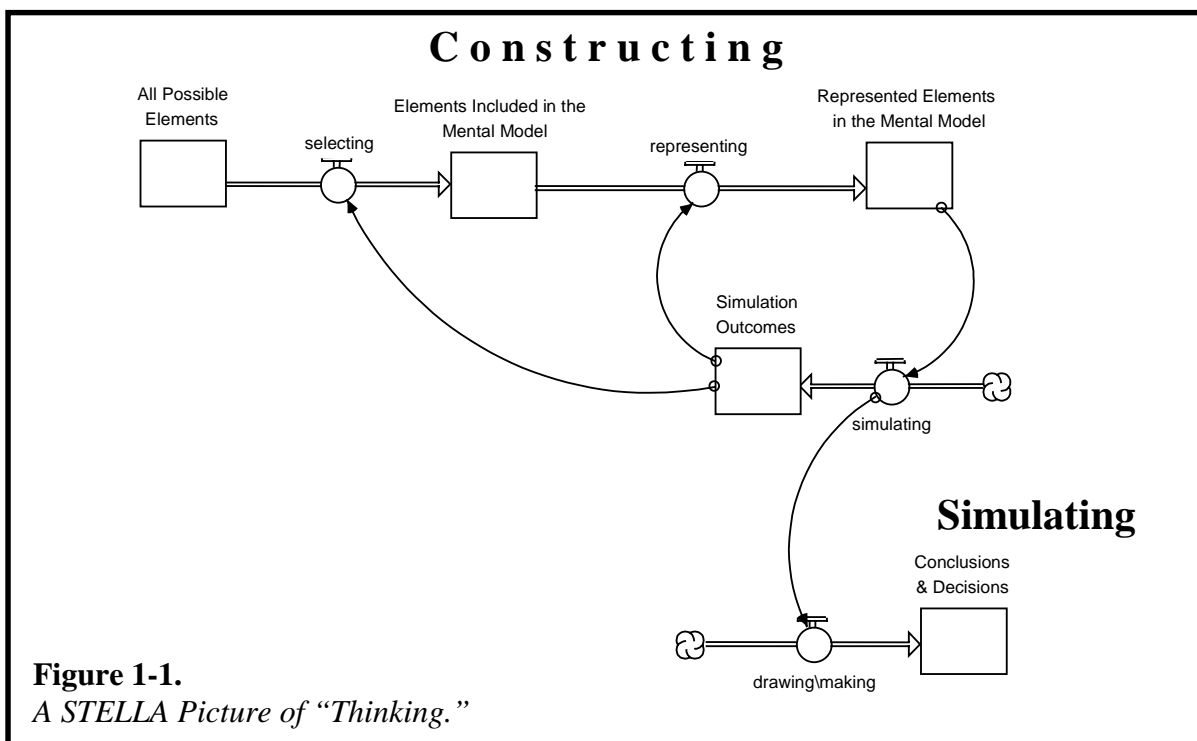 Constructing
All Possible
Elements
selecting
Elements Included in the
Mental Model
representing
Represented Elements
in the Mental Model
Simulation
Outcomes
simulating
Simulating
Conclusions
& Decisions
drawing\making
Figure 1-1.
A STELLA Picture of “Thinking.”